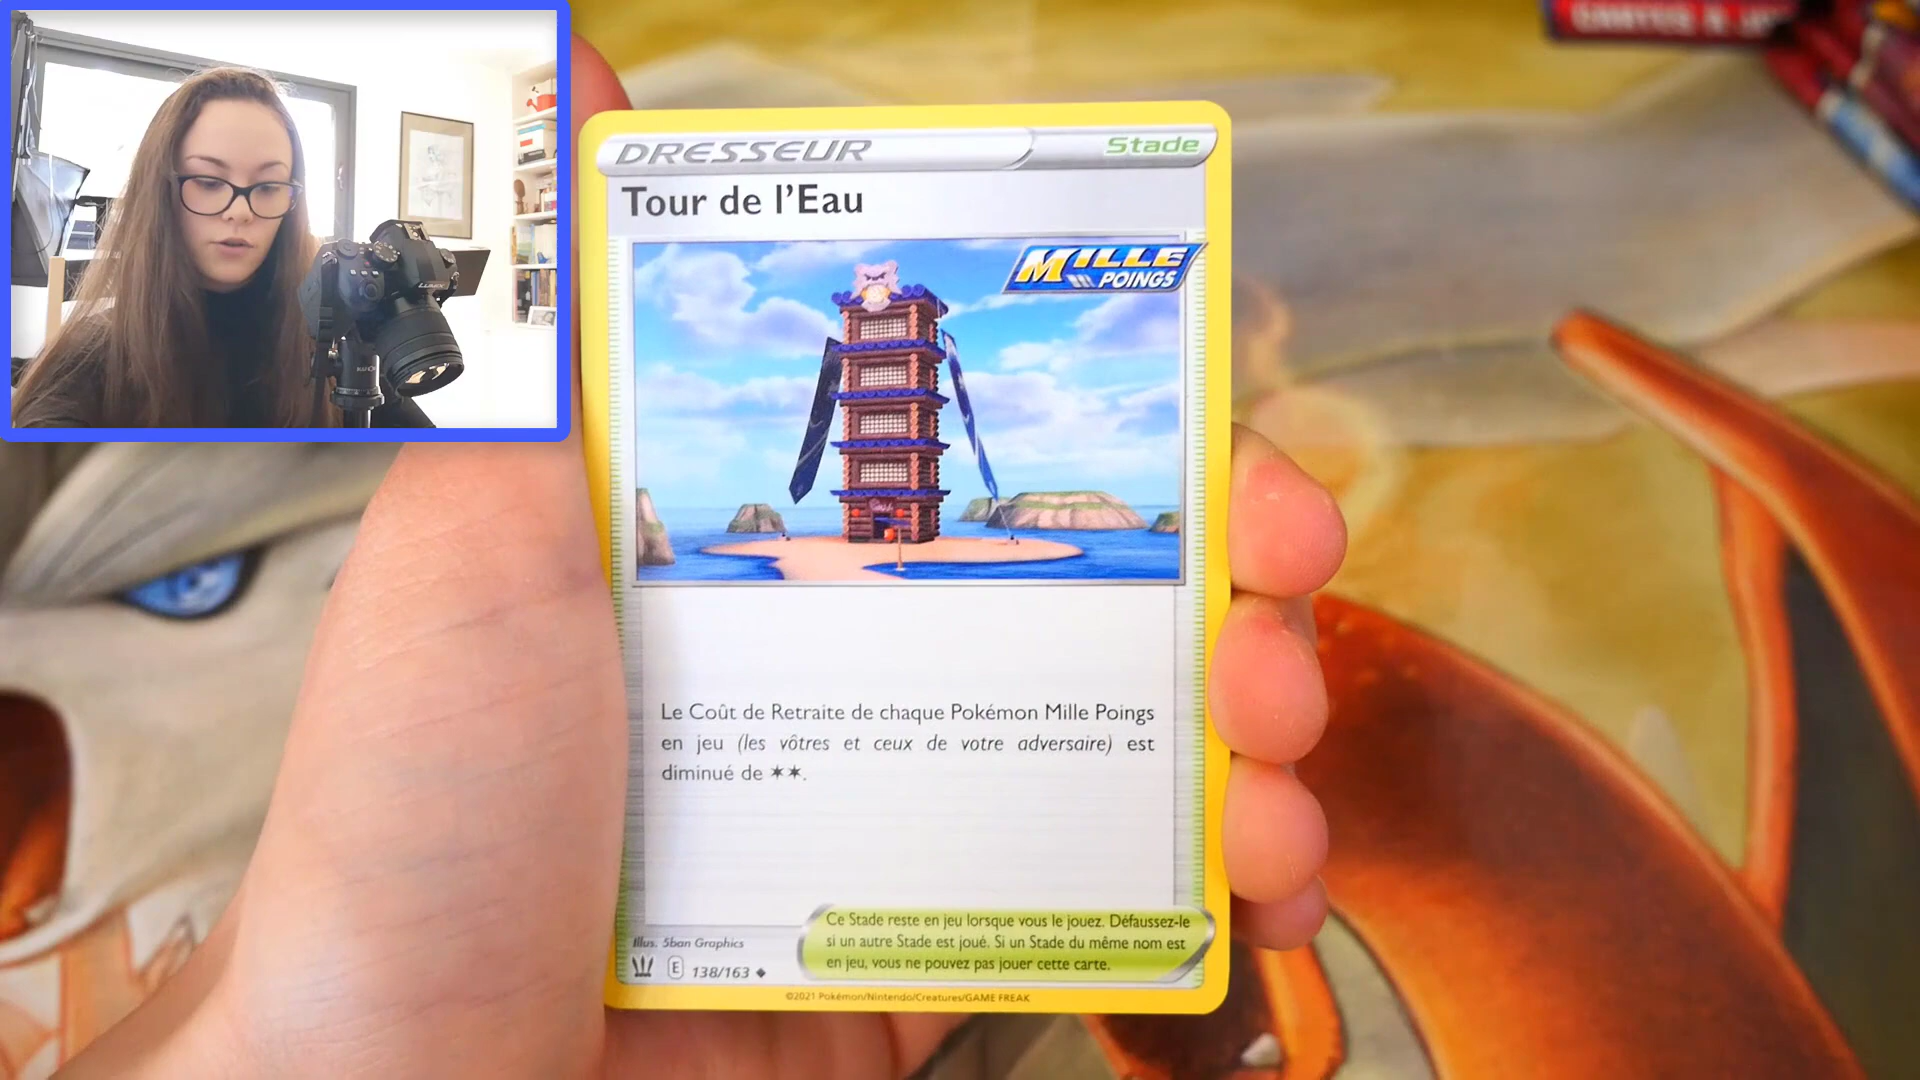 CARTES À
LUMIX
DRESSEUR
Stade
Tour de l'Eau
MILLE
POINGS
Le Coût de Retraite de chaque Pokémon Mille Poings
en jeu (les vôtres et ceux de votre adversaire) est
diminué de ✶✶.
Ce Stade reste en jeu lorsque vous le jouez. Défaussez-le
si un autre Stade est joué. Si un Stade du même nom est
en jeu, vous ne pouvez pas jouer cette carte.
Illus. 5ban Graphics
E 138/163 ◆
©2021 Pokémon/Nintendo/Creatures/GAME FREAK